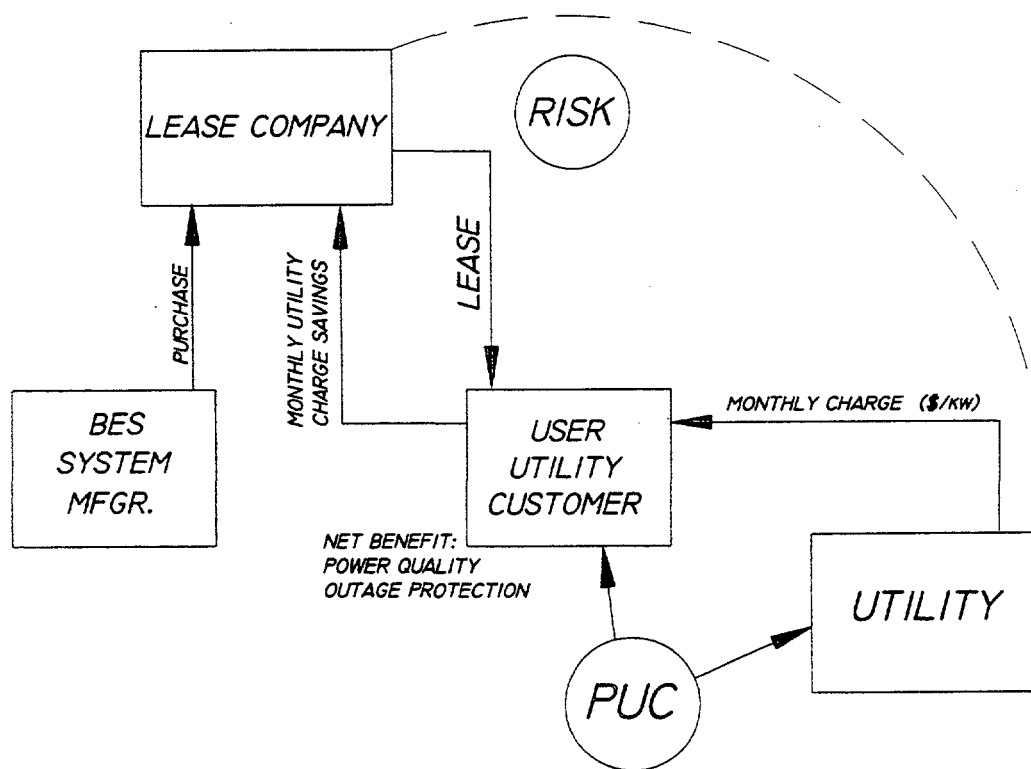 RISK
LEASE COMPANY
PURCHASE
MONTHLY UTILITY
CHARGE SAVINGS
LEASE
BES
SYSTEM
MFGR.
USER
UTILITY
CUSTOMER
MONTHLY CHARGE ($/KW)
NET BENEFIT:
POWER QUALITY
OUTAGE PROTECTION
UTILITY
PUC